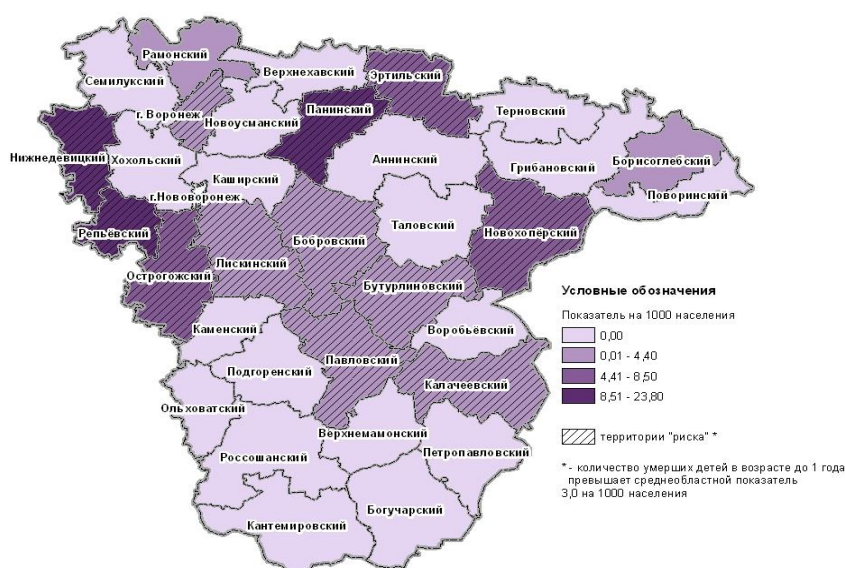 Рамонский
Семилукский
Верхнехавский
Эртильский
г. Воронеж
Новоусманский
Панинский
Терновский
Нижнедевицкий
Хохольский
Аннинский
Грибановский
Борисоглебский
Каширский
г.Нововоронеж
Поворинский
Репьёвский
Таловский
Новохопёрский
Бобровский
Острогожский
Лискинский
Бутурлиновский
Каменский
Воробьёвский
Павловский
Подгоренский
Калачеевский
Ольховатский
Верхнемамонский
Россошанский
Петропавловский
Богучарский
Кантемировский
Условные обозначения
Показатель на 1000 населения
0,00
0,01 - 4,40
4,41 - 8,50
8,51 - 23,80
территории "риска" *
* - количество умерших детей в возрасте до 1 года
превышает среднеобластной показатель
3,0 на 1000 населения